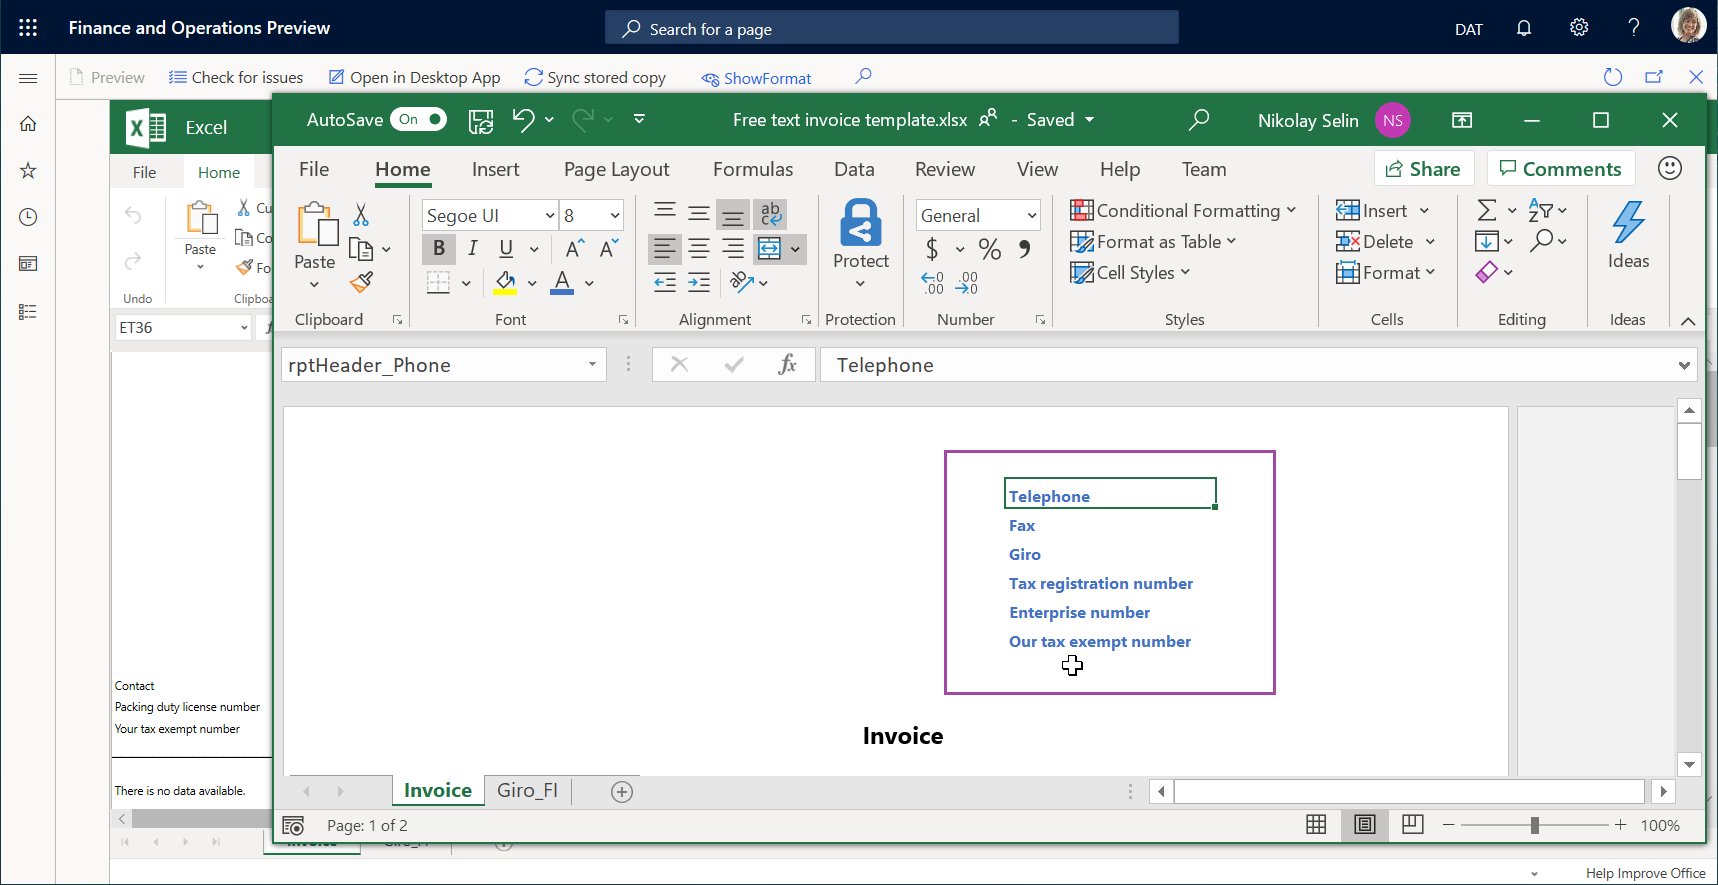 Finance and Operations Preview
Search for a page
DAT
Preview
Check for issues
Open in Desktop App
Sync stored copy
ShowFormat
Excel
File
Home
Paste
Undo
ET36
AutoSave On
Free text invoice template.xlsx - Saved
Nikolay Selin
NS
File Home Insert Page Layout Formulas Data Review View Help Team
Share
Comments
Paste
Clipboard
Segoe UI
8
B I U
A A
A
Font
ab
c
Alignment
Protect
Protection
General
$ % ,
Number
Conditional Formatting
Format as Table
Cell Styles
Styles
Insert
Delete
Format
Cells
Editing
Ideas
Ideas
rptHeader_Phone
fx
Telephone
Telephone
Fax
Giro
Tax registration number
Enterprise number
Our tax exempt number
Invoice
Contact
Packing duty license number
Your tax exempt number
There is no data available.
Invoice
Giro_FI
Page: 1 of 2
100%
Help Improve Office